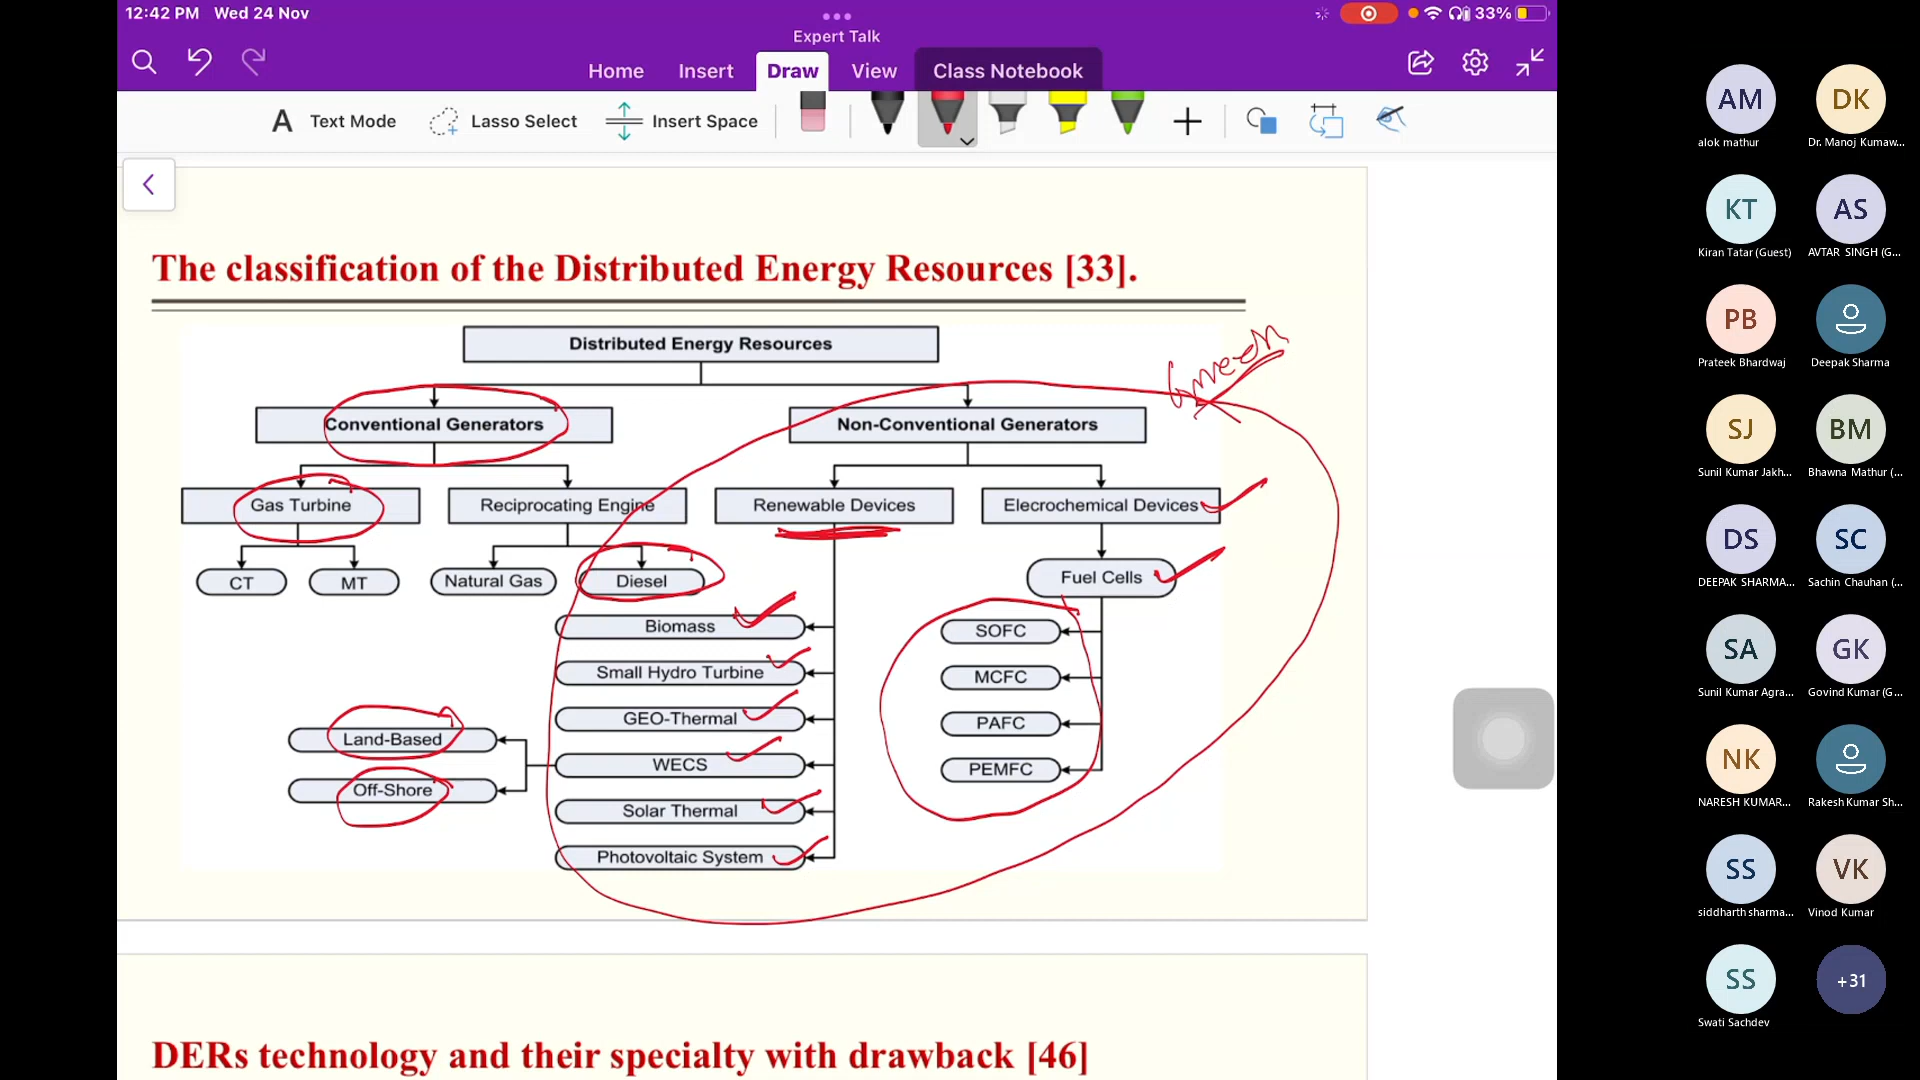 12:42 PM Wed 24 Nov
33%
Expert Talk
Home Insert Draw View Class Notebook
A Text Mode Lasso Select Insert Space
The classification of the Distributed Energy Resources [33].
Distributed Energy Resources
Conventional Generators
Non-Conventional Generators
Gas Turbine
Reciprocating Engine
Renewable Devices
Elecrochemical Devices
CT
MT
Natural Gas
Diesel
Fuel Cells
Biomass
Small Hydro Turbine
GEO-Thermal
WECS
Solar Thermal
Photovoltaic System
Land-Based
Off-Shore
SOFC
MCFC
PAFC
PEMFC
DERs technology and their specialty with drawback [46]
AM
alok mathur
DK
Dr. Manoj Kumaw...
KT
Kiran Tatar (Guest)
AS
AVTAR SINGH (G...
PB
Prateek Bhardwaj
Deepak Sharma
SJ
Sunil Kumar Jakh...
BM
Bhawna Mathur (...
DS
DEEPAK SHARMA...
SC
Sachin Chauhan (...
SA
Sunil Kumar Agra...
GK
Govind Kumar (G...
NK
NARESH KUMAR...
Rakesh Kumar Sh...
SS
siddharth sharma...
VK
Vinod Kumar
SS
Swati Sachdev
+31